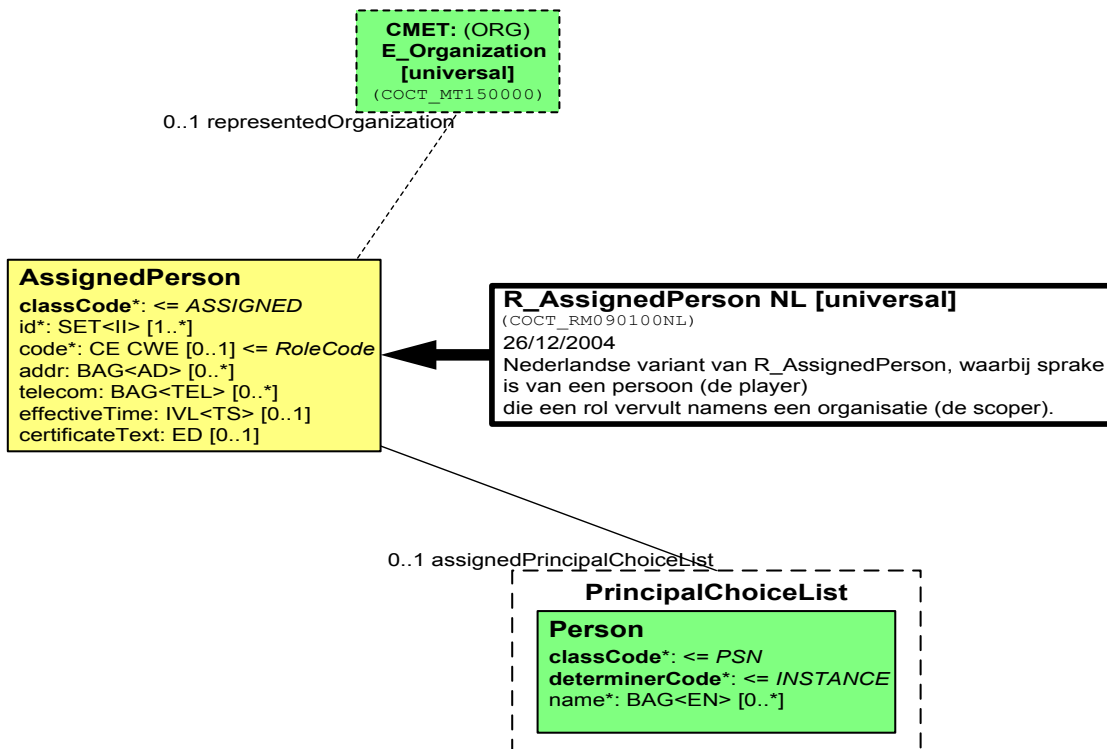 CMET: (ORG)
E_Organization
[universal]
(COCT_MT150000)
0..1 representedOrganization
AssignedPerson
classCode*: <= ASSIGNED
id*: SET<II> [1..*]
code*: CE CWE [0..1] <= RoleCode
addr: BAG<AD> [0..*]
telecom: BAG<TEL> [0..*]
effectiveTime: IVL<TS> [0..1]
certificateText: ED [0..1]
R_AssignedPerson NL [universal]
(COCT_RM090100NL)
26/12/2004
Nederlandse variant van R_AssignedPerson, waarbij sprake
is van een persoon (de player)
die een rol vervult namens een organisatie (de scoper).
0..1 assignedPrincipalChoiceList
PrincipalChoiceList
Person
classCode*: <= PSN
determinerCode*: <= INSTANCE
name*: BAG<EN> [0..*]